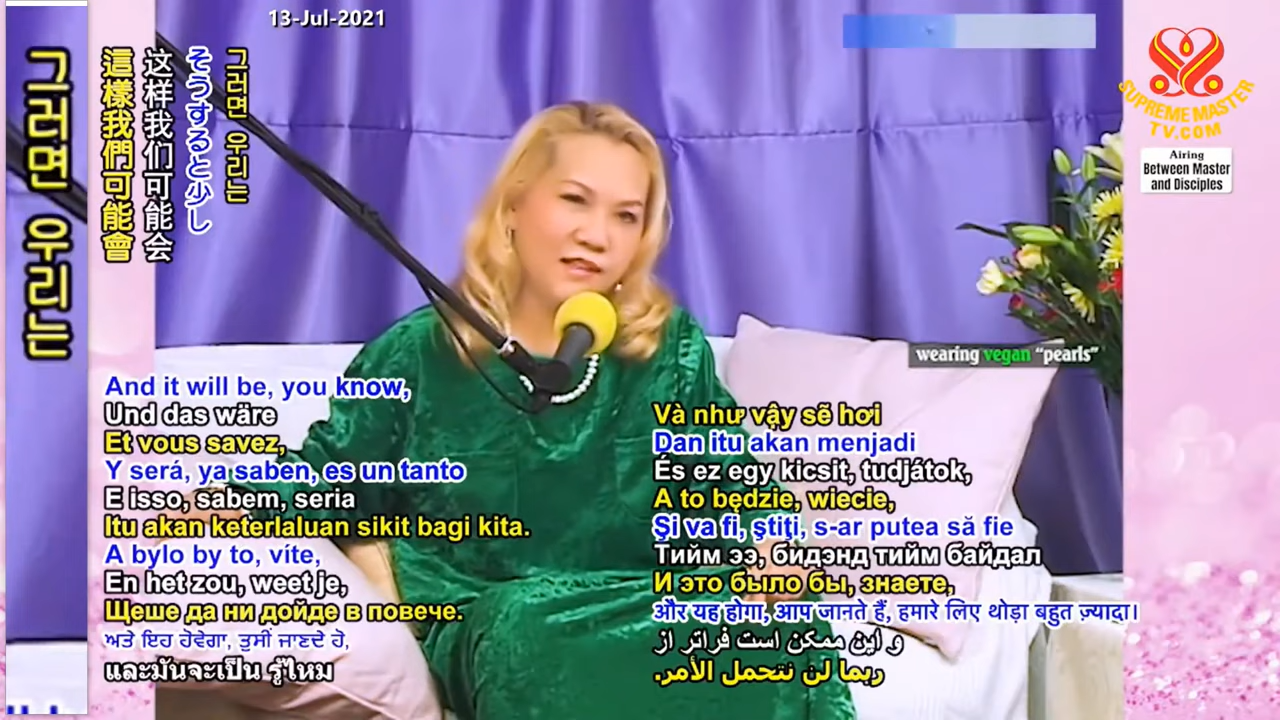 그러면 우리는
13-Jul-2021
그러면 우리는
そうすると少し
这样我们可能会
這樣我們可能會
SUPREME MASTER
TV.COM
Airing
Between Master
and Disciples
wearing vegan “pearls”
And it will be, you know,
Und das wäre
Et vous savez,
Y será, ya saben, es un tanto
E isso, sabem, seria
Itu akan keterlaluan sikit bagi kita.
A bylo by to, víte,
En het zou, weet je,
Щеше да ни дойде в повече.
ਅਤੇ ਇਹ ਹੋਵੇਗਾ, ਤੁਸੀਂ ਜਾਣਦੇ ਹੋ,
และมันจะเป็น รู้ไหม
Và như vậy sẽ hơi
Dan itu akan menjadi
És ez egy kicsit, tudjátok,
A to będzie, wiecie,
Şi va fi, ştiţi, s-ar putea să fie
Тийм ээ, бидэнд тийм байдал
И это было бы, знаете,
और यह होगा, आप जानते हैं, हमारे लिए थोड़ा बहुत ज़्यादा।
و این ممکن است فراتر از
ربما لن نتحمل الأمر.